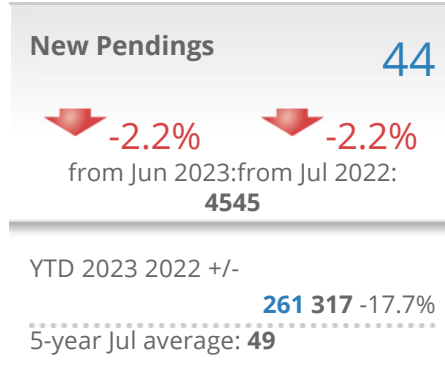 New Pendings
44
-2.2% -2.2%
from Jun 2023:from Jul 2022:
4545
YTD 2023 2022 +/-
261 317 -17.7%
5-year Jul average: 49